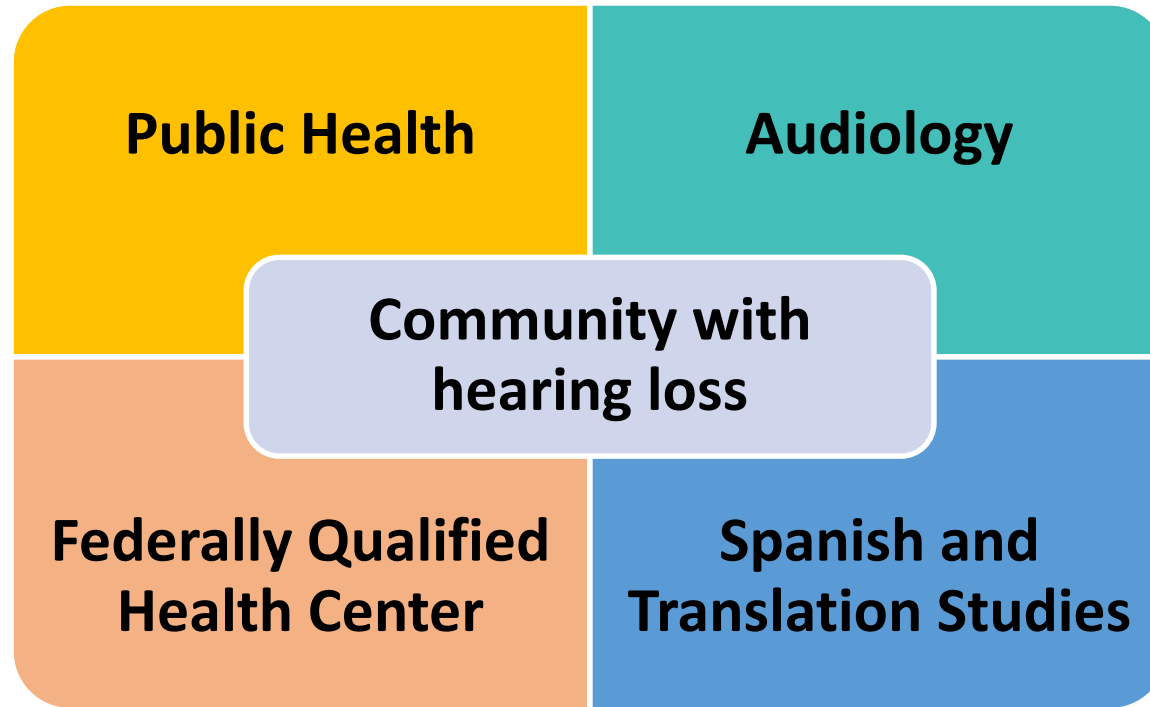 Public Health
Audiology
Community with
hearing loss
Federally Qualified
Health Center
Spanish and
Translation Studies